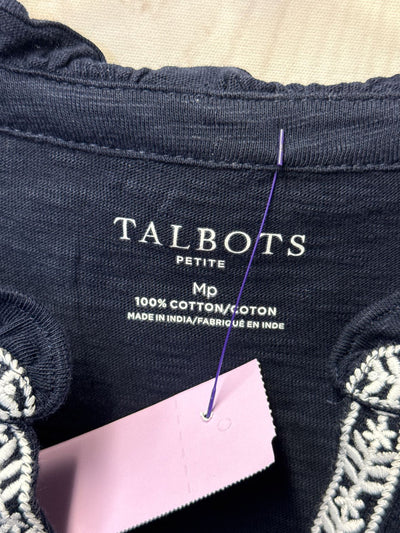 TALBOTS
PETITE
Mp
100% COTTON/COTON
MADE IN INDIA/FABRIQUÉ EN INDE